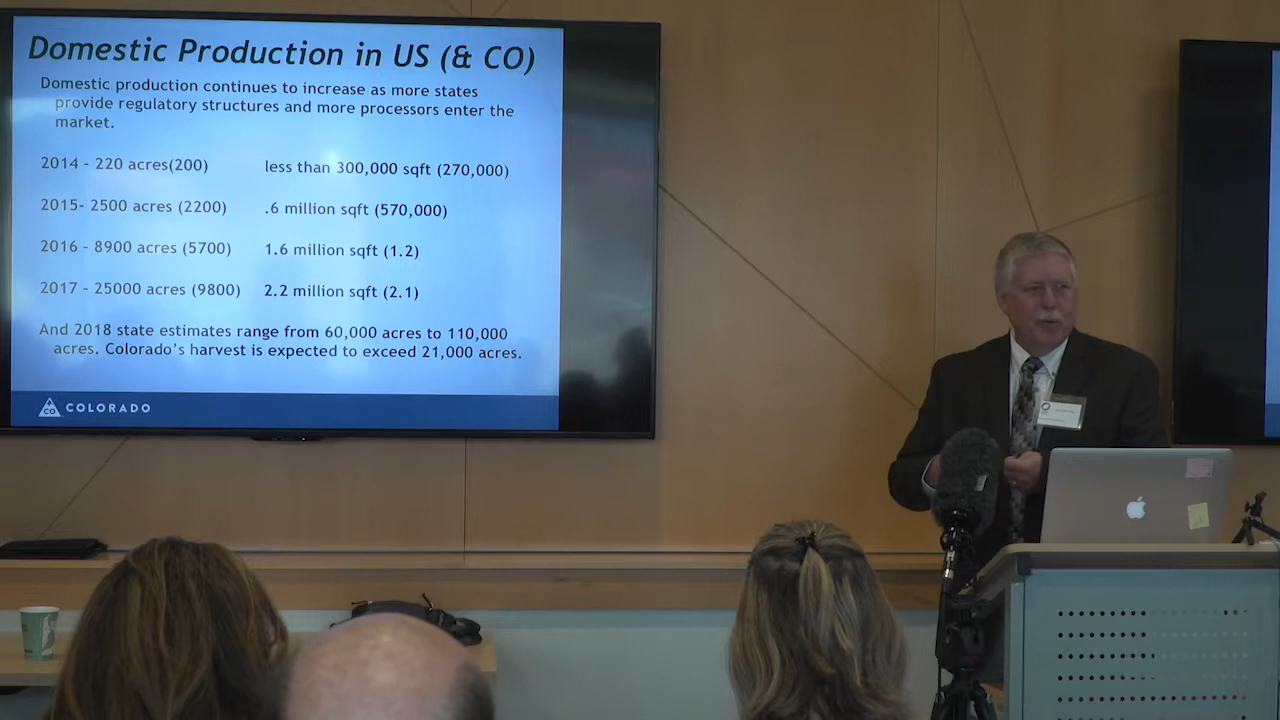 Domestic Production in US (& CO)
Domestic production continues to increase as more states
provide regulatory structures and more processors enter the
market.
2014 - 220 acres(200) less than 300,000 sqft (270,000)
2015- 2500 acres (2200) .6 million sqft (570,000)
2016 - 8900 acres (5700) 1.6 million sqft (1.2)
2017 - 25000 acres (9800) 2.2 million sqft (2.1)
And 2018 state estimates range from 60,000 acres to 110,000
acres. Colorado's harvest is expected to exceed 21,000 acres.
CO COLORADO